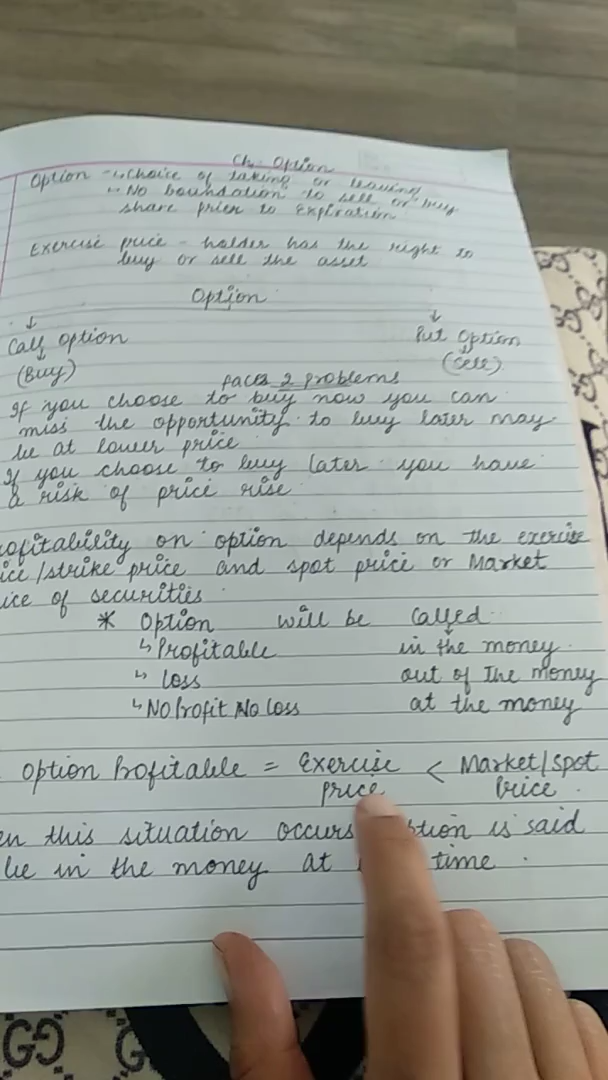 Ch: Option
Option - ↳ Choice of taking or leaving
↳ No boundation to sell or buy
share prior to Expiration
Exercise price - holder has the right to
buy or sell the asset
Option
↓ ↓
Call option Put Option
(Buy) (Sell)
faces 2 problems
If you choose to buy now you can
miss the opportunity to buy later may
be at lower price
If you choose to buy later you have
a risk of price rise
ofitability on option depends on the exercise
ice/strike price and spot price or Market
ice of securities
* Option will be called
↳ Profitable in the money
↳ Loss out of The money
↳ No Profit No loss at the money
Option Profitable = Exercise < Market/Spot
price Price
en this situation occurs option is said
be in the money at time